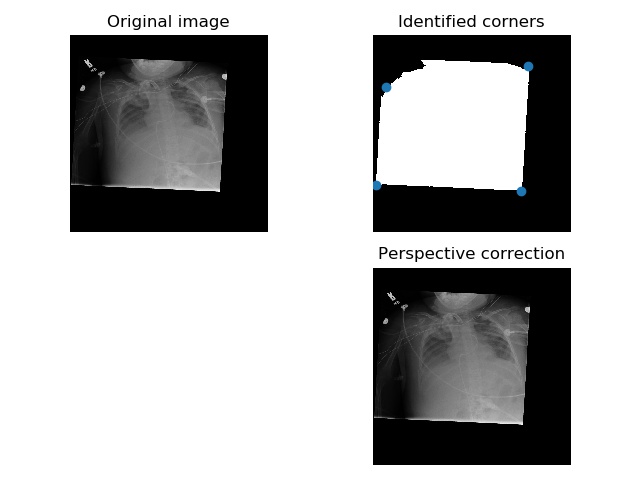 Original image
Identified corners
Perspective correction